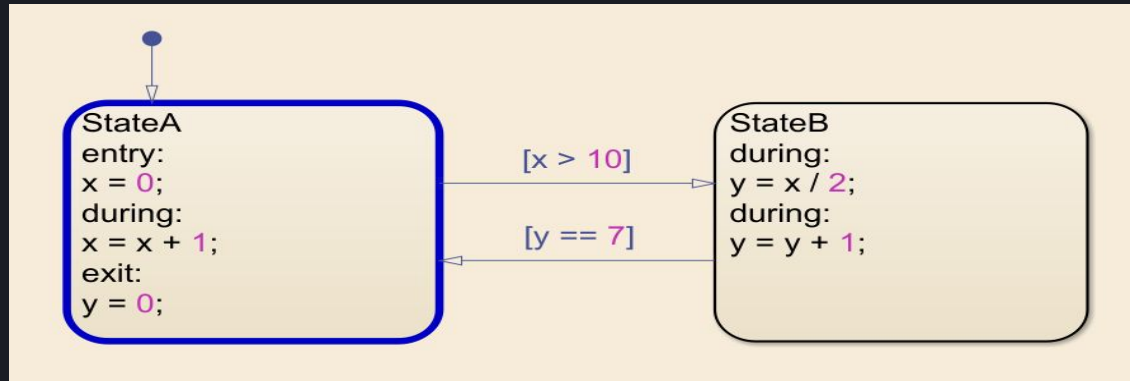 StateA
entry:
x = 0;
during:
x = x + 1;
exit:
y = 0;
[x > 10]
[y == 7]
StateB
during:
y = x / 2;
during:
y = y + 1;